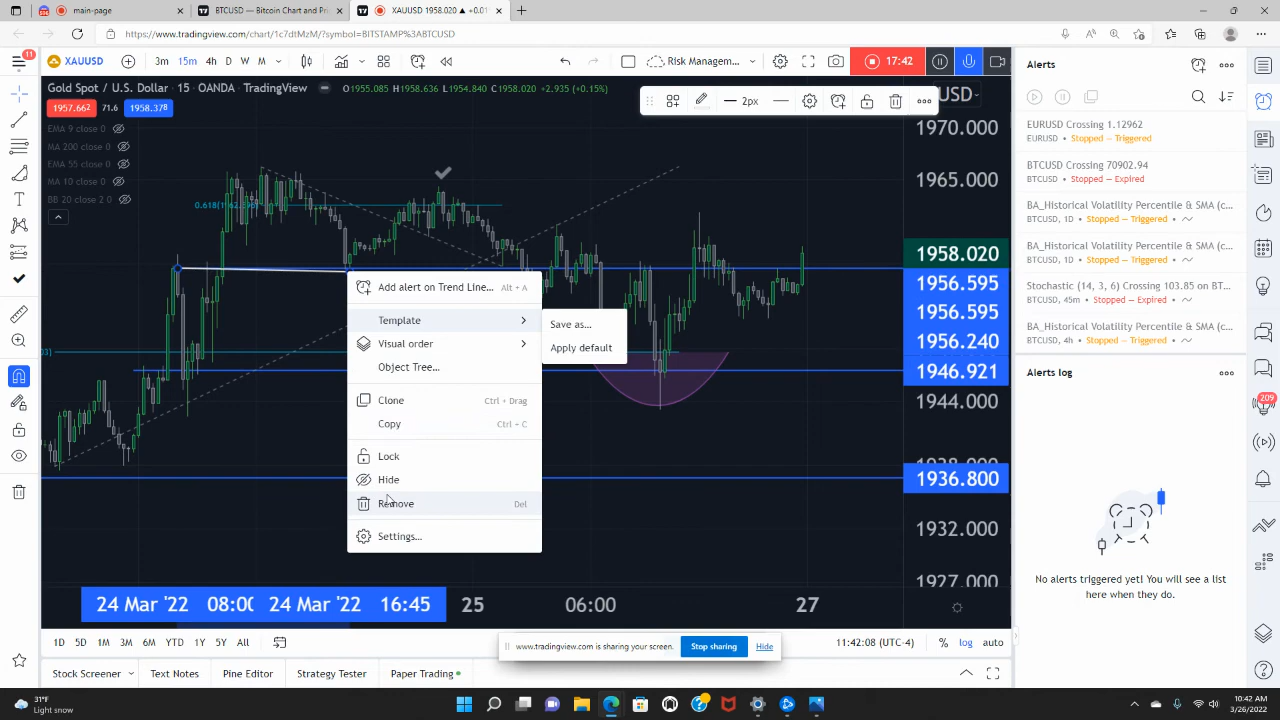 main-page
BTCUSD — Bitcoin Chart and Pri
XAUUSD 1958.020 ▲ +0.01
https://www.tradingview.com/chart/1c7dtMzM/?symbol=BITSTAMP%3ABTCUSD
11
XAUUSD
3m 15m 4h D W M
Risk Managem...
17:42
Gold Spot / U.S. Dollar · 15 · OANDA · TradingView
O1955.085 H1958.636 L1954.840 C1958.020 +2.935 (+0.15%)
2px
USD
1957.662 71.6 1958.378
EMA 9 close 0
MA 200 close 0
EMA 55 close 0
MA 10 close 0
BB 20 close 2 0
1970.000
1965.000
1958.020
1956.595
1956.595
1956.240
1946.921
1944.000
1938.000
1936.800
1932.000
1927.000
Add alert on Trend Line... Alt + A
Template
Save as...
Apply default
Visual order
Object Tree...
Clone Ctrl + Drag
Copy Ctrl + C
Lock
Hide
Remove Del
Settings...
24 Mar '22 08:00 24 Mar '22 16:45 25 06:00 27
1D 5D 1M 3M 6M YTD 1Y 5Y All
www.tradingview.com is sharing your screen. Stop sharing Hide
11:42:08 (UTC-4) % log auto
Stock Screener Text Notes Pine Editor Strategy Tester Paper Trading
Alerts
EURUSD Crossing 1.12962
EURUSD • Stopped — Triggered
BTCUSD Crossing 70902.94
BTCUSD • Stopped — Expired
BA_Historical Volatility Percentile & SMA (c...
BTCUSD, 1D • Stopped — Triggered •
BA_Historical Volatility Percentile & SMA (c...
BTCUSD, 1D • Stopped — Triggered •
Stochastic (14, 3, 6) Crossing 103.85 on BT...
BTCUSD, 45m • Stopped — Expired •
BA_Historical Volatility Percentile & SMA (c...
BTCUSD, 4h • Stopped — Triggered •
Alerts log
No alerts triggered yet! You will see a list
here when they do.
209
31°F
Light snow
10:42 AM
3/26/2022